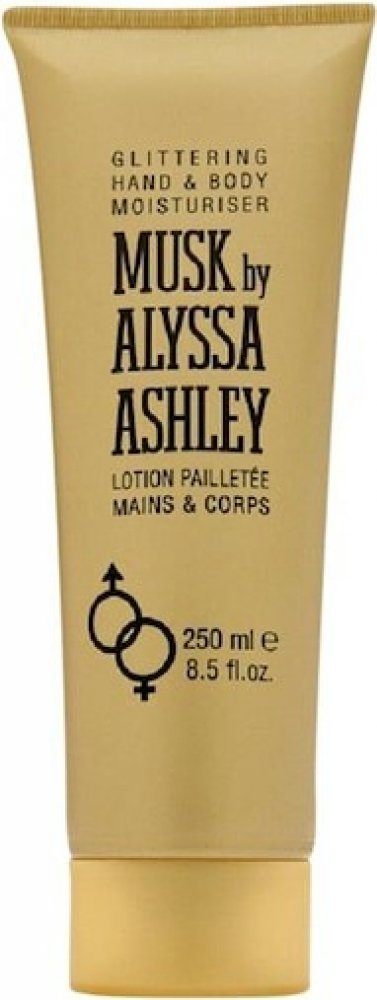 GLITTERING
HAND & BODY
MOISTURISER
MUSK by
ALYSSA
ASHLEY
LOTION PAILLETÉE
MAINS & CORPS
250 ml e
8.5 fl.oz.